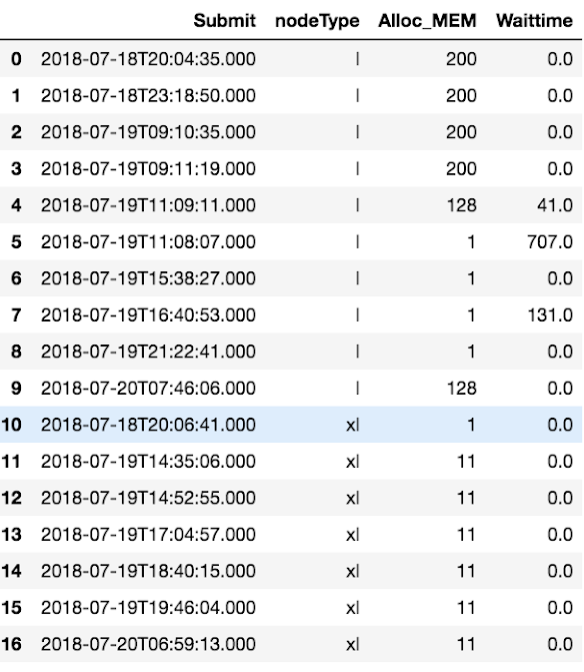 Submit nodeType Alloc_MEM Waittime
0 2018-07-18T20:04:35.000 l 200 0.0
1 2018-07-18T23:18:50.000 l 200 0.0
2 2018-07-19T09:10:35.000 l 200 0.0
3 2018-07-19T09:11:19.000 l 200 0.0
4 2018-07-19T11:09:11.000 l 128 41.0
5 2018-07-19T11:08:07.000 l 1 707.0
6 2018-07-19T15:38:27.000 l 1 0.0
7 2018-07-19T16:40:53.000 l 1 131.0
8 2018-07-19T21:22:41.000 l 1 0.0
9 2018-07-20T07:46:06.000 l 128 0.0
10 2018-07-18T20:06:41.000 xl 1 0.0
11 2018-07-19T14:35:06.000 xl 11 0.0
12 2018-07-19T14:52:55.000 xl 11 0.0
13 2018-07-19T17:04:57.000 xl 11 0.0
14 2018-07-19T18:40:15.000 xl 11 0.0
15 2018-07-19T19:46:04.000 xl 11 0.0
16 2018-07-20T06:59:13.000 xl 11 0.0